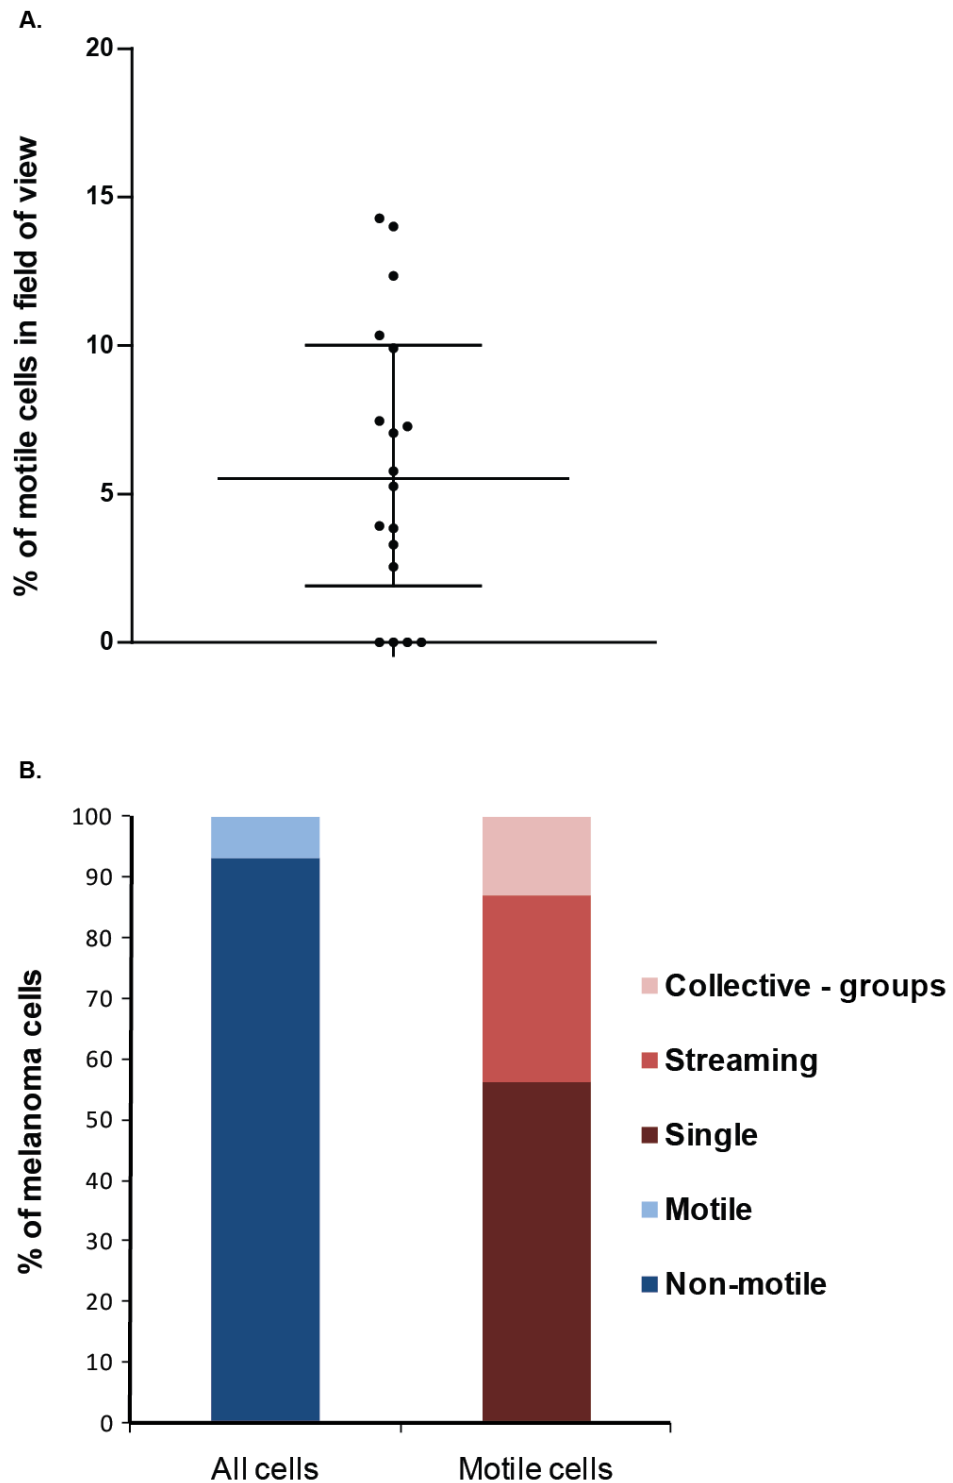 A.
20
15
10
5
0
% of motile cells in field of view
B.
100
90
80
70
60
50
40
30
20
10
0
% of melanoma cells
All cells
Motile cells
Collective - groups
Streaming
Single
Motile
Non-motile